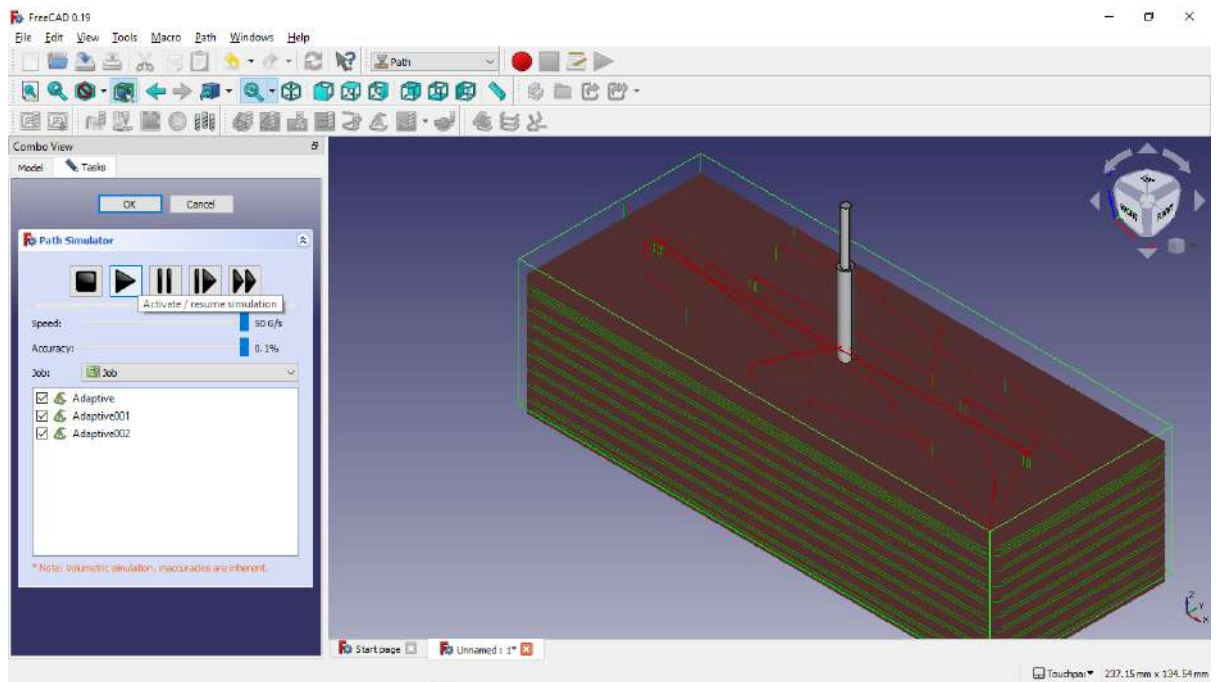 FreeCAD 0.19
File Edit View Tools Macro Path Windows Help
Path
Combo View
Model Tasks
OK Cancel
Path Simulator
Activate / resume simulation
Speed: 50 G/s
Accuracy: 0.1%
Job: Job
Adaptive
Adaptive001
Adaptive002
* Note: Volumetric simulation, inaccuracies are inherent.
Z
Y
X
Start page Unnamed : 1*
Touchpar 237.15 mm x 134.54 mm